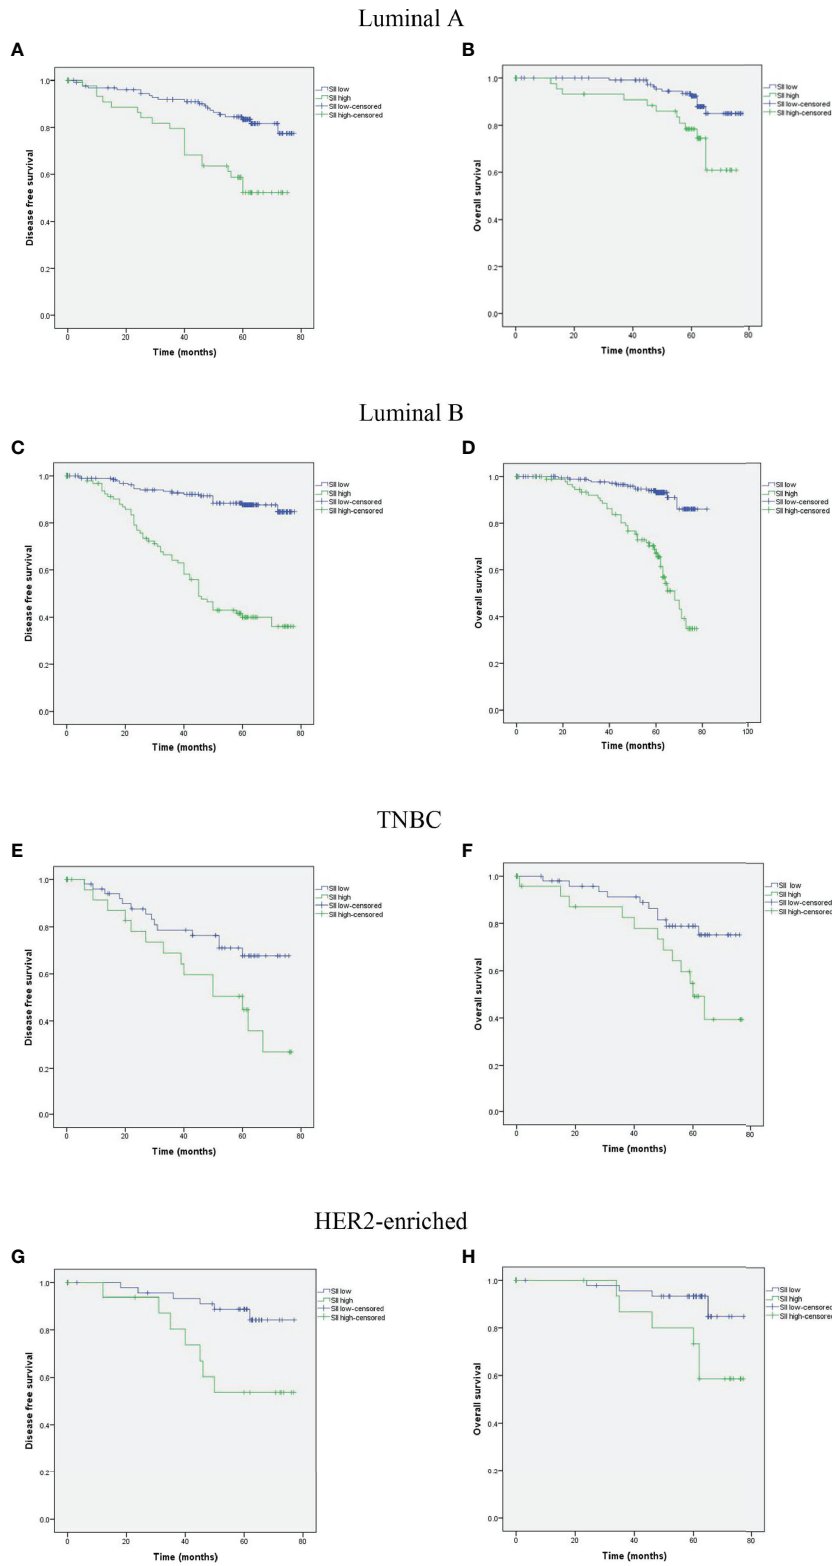 Luminal A
A
B
1.0
0.8
0.6
0.4
0.2
0.0
Disease free survival
0
20
40
60
80
Time (months)
SII low
SII high
SII low-censored
SII high-censored
1.0
0.8
0.6
0.4
0.2
0.0
Overall survival
0
20
40
60
80
Time (months)
SII low
SII high
SII low-censored
SII high-censored
Luminal B
C
D
1.0
0.8
0.6
0.4
0.2
0.0
Disease free survival
0
20
40
60
80
Time (months)
SII low
SII high
SII low-censored
SII high-censored
1.0
0.8
0.6
0.4
0.2
0.0
Overall survival
0
20
40
60
80
100
Time (months)
SII low
SII high
SII low-censored
SII high-censored
TNBC
E
F
1.0
0.8
0.6
0.4
0.2
0.0
Disease free survival
0
20
40
60
80
Time (months)
SII low
SII high
SII low-censored
SII high-censored
1.0
0.8
0.6
0.4
0.2
0.0
Overall survival
0
20
40
60
80
Time (months)
SII low
SII high
SII low-censored
SII high-censored
HER2-enriched
G
H
1.0
0.8
0.6
0.4
0.2
0.0
Disease free survival
0
20
40
60
80
Time (months)
SII low
SII high
SII low-censored
SII high-censored
1.0
0.8
0.6
0.4
0.2
0.0
Overall survival
0
20
40
60
80
Time (months)
SII low
SII high
SII low-censored
SII high-censored